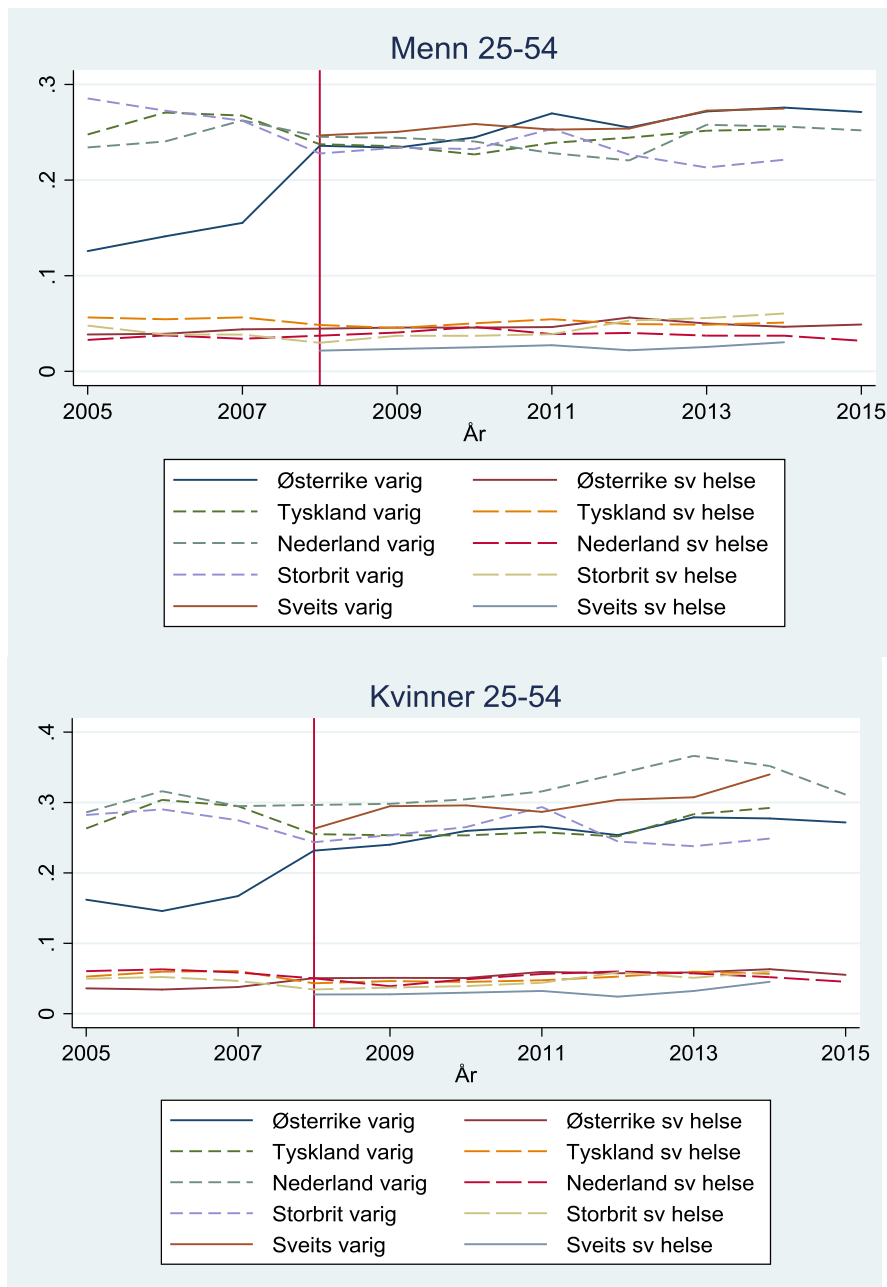 Menn 25-54
.3
.2
.1
0
2005 2007 2009 2011 2013 2015
År
Østerrike varig Østerrike sv helse
Tyskland varig Tyskland sv helse
Nederland varig Nederland sv helse
Storbrit varig Storbrit sv helse
Sveits varig Sveits sv helse
Kvinner 25-54
.4
.3
.2
.1
0
2005 2007 2009 2011 2013 2015
År
Østerrike varig Østerrike sv helse
Tyskland varig Tyskland sv helse
Nederland varig Nederland sv helse
Storbrit varig Storbrit sv helse
Sveits varig Sveits sv helse